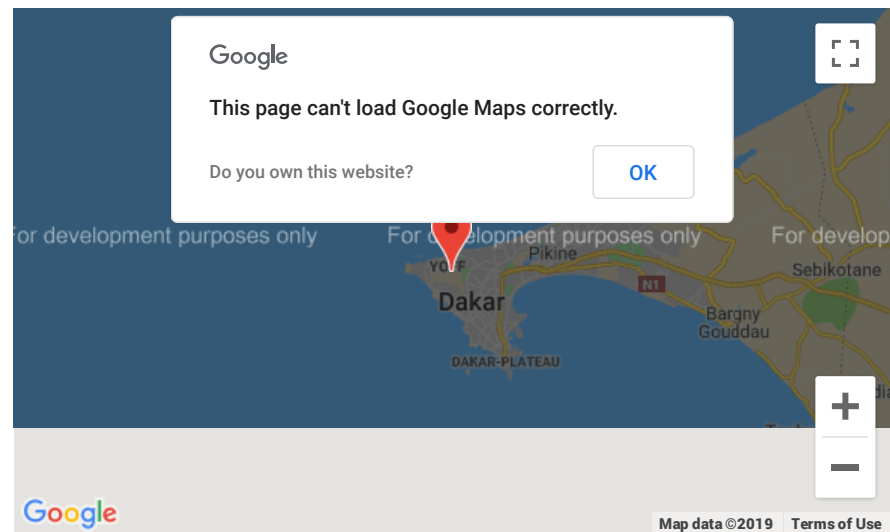 Google
This page can't load Google Maps correctly.
Do you own this website?
OK
For development purposes only
For development purposes only
For develop
YOFF
Pikine
Sebikotane
N1
Dakar
Bargny
Gouddau
DAKAR-PLATEAU
Google
Map data ©2019
Terms of Use